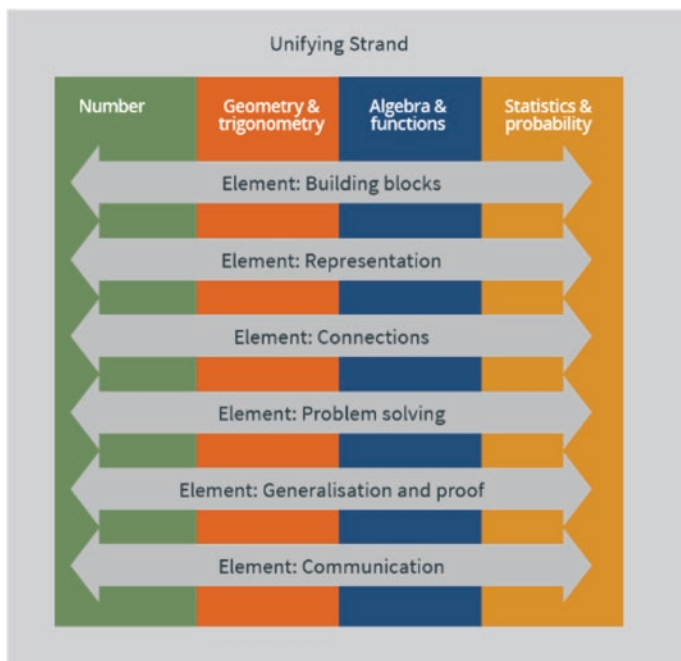 Unifying Strand
Number
Geometry &
trigonometry
Algebra &
functions
Statistics &
probability
Element: Building blocks
Element: Representation
Element: Connections
Element: Problem solving
Element: Generalisation and proof
Element: Communication